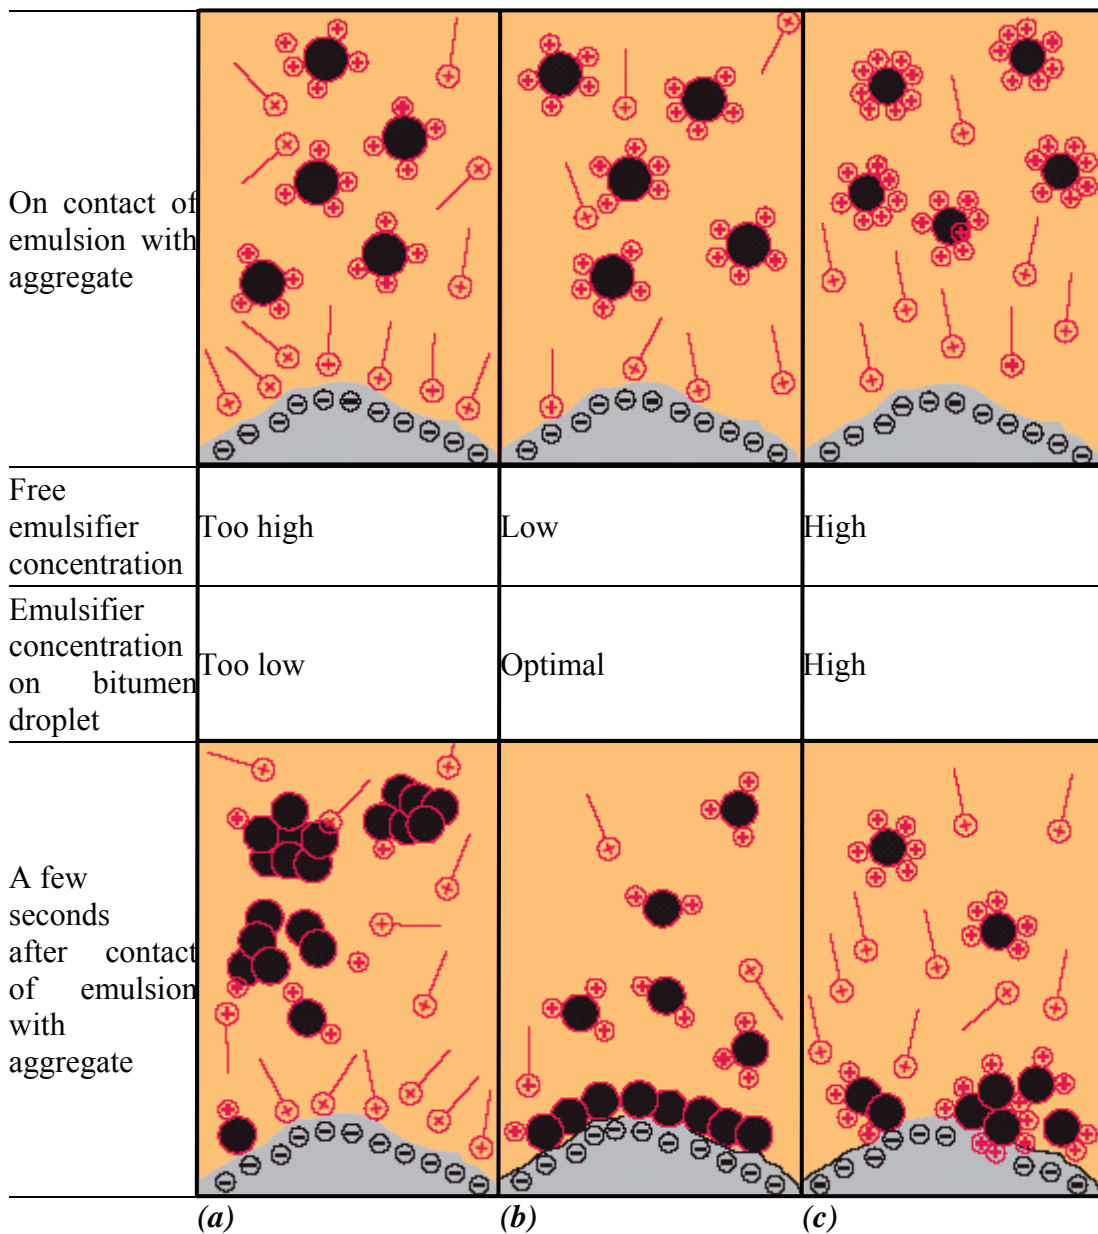 On contact of
emulsion with
aggregate
Free
emulsifier
concentration
Too high
Low
High
Emulsifier
concentration
on bitumen
droplet
Too low
Optimal
High
A few
seconds
after contact
of emulsion
with
aggregate
(a)
(b)
(c)